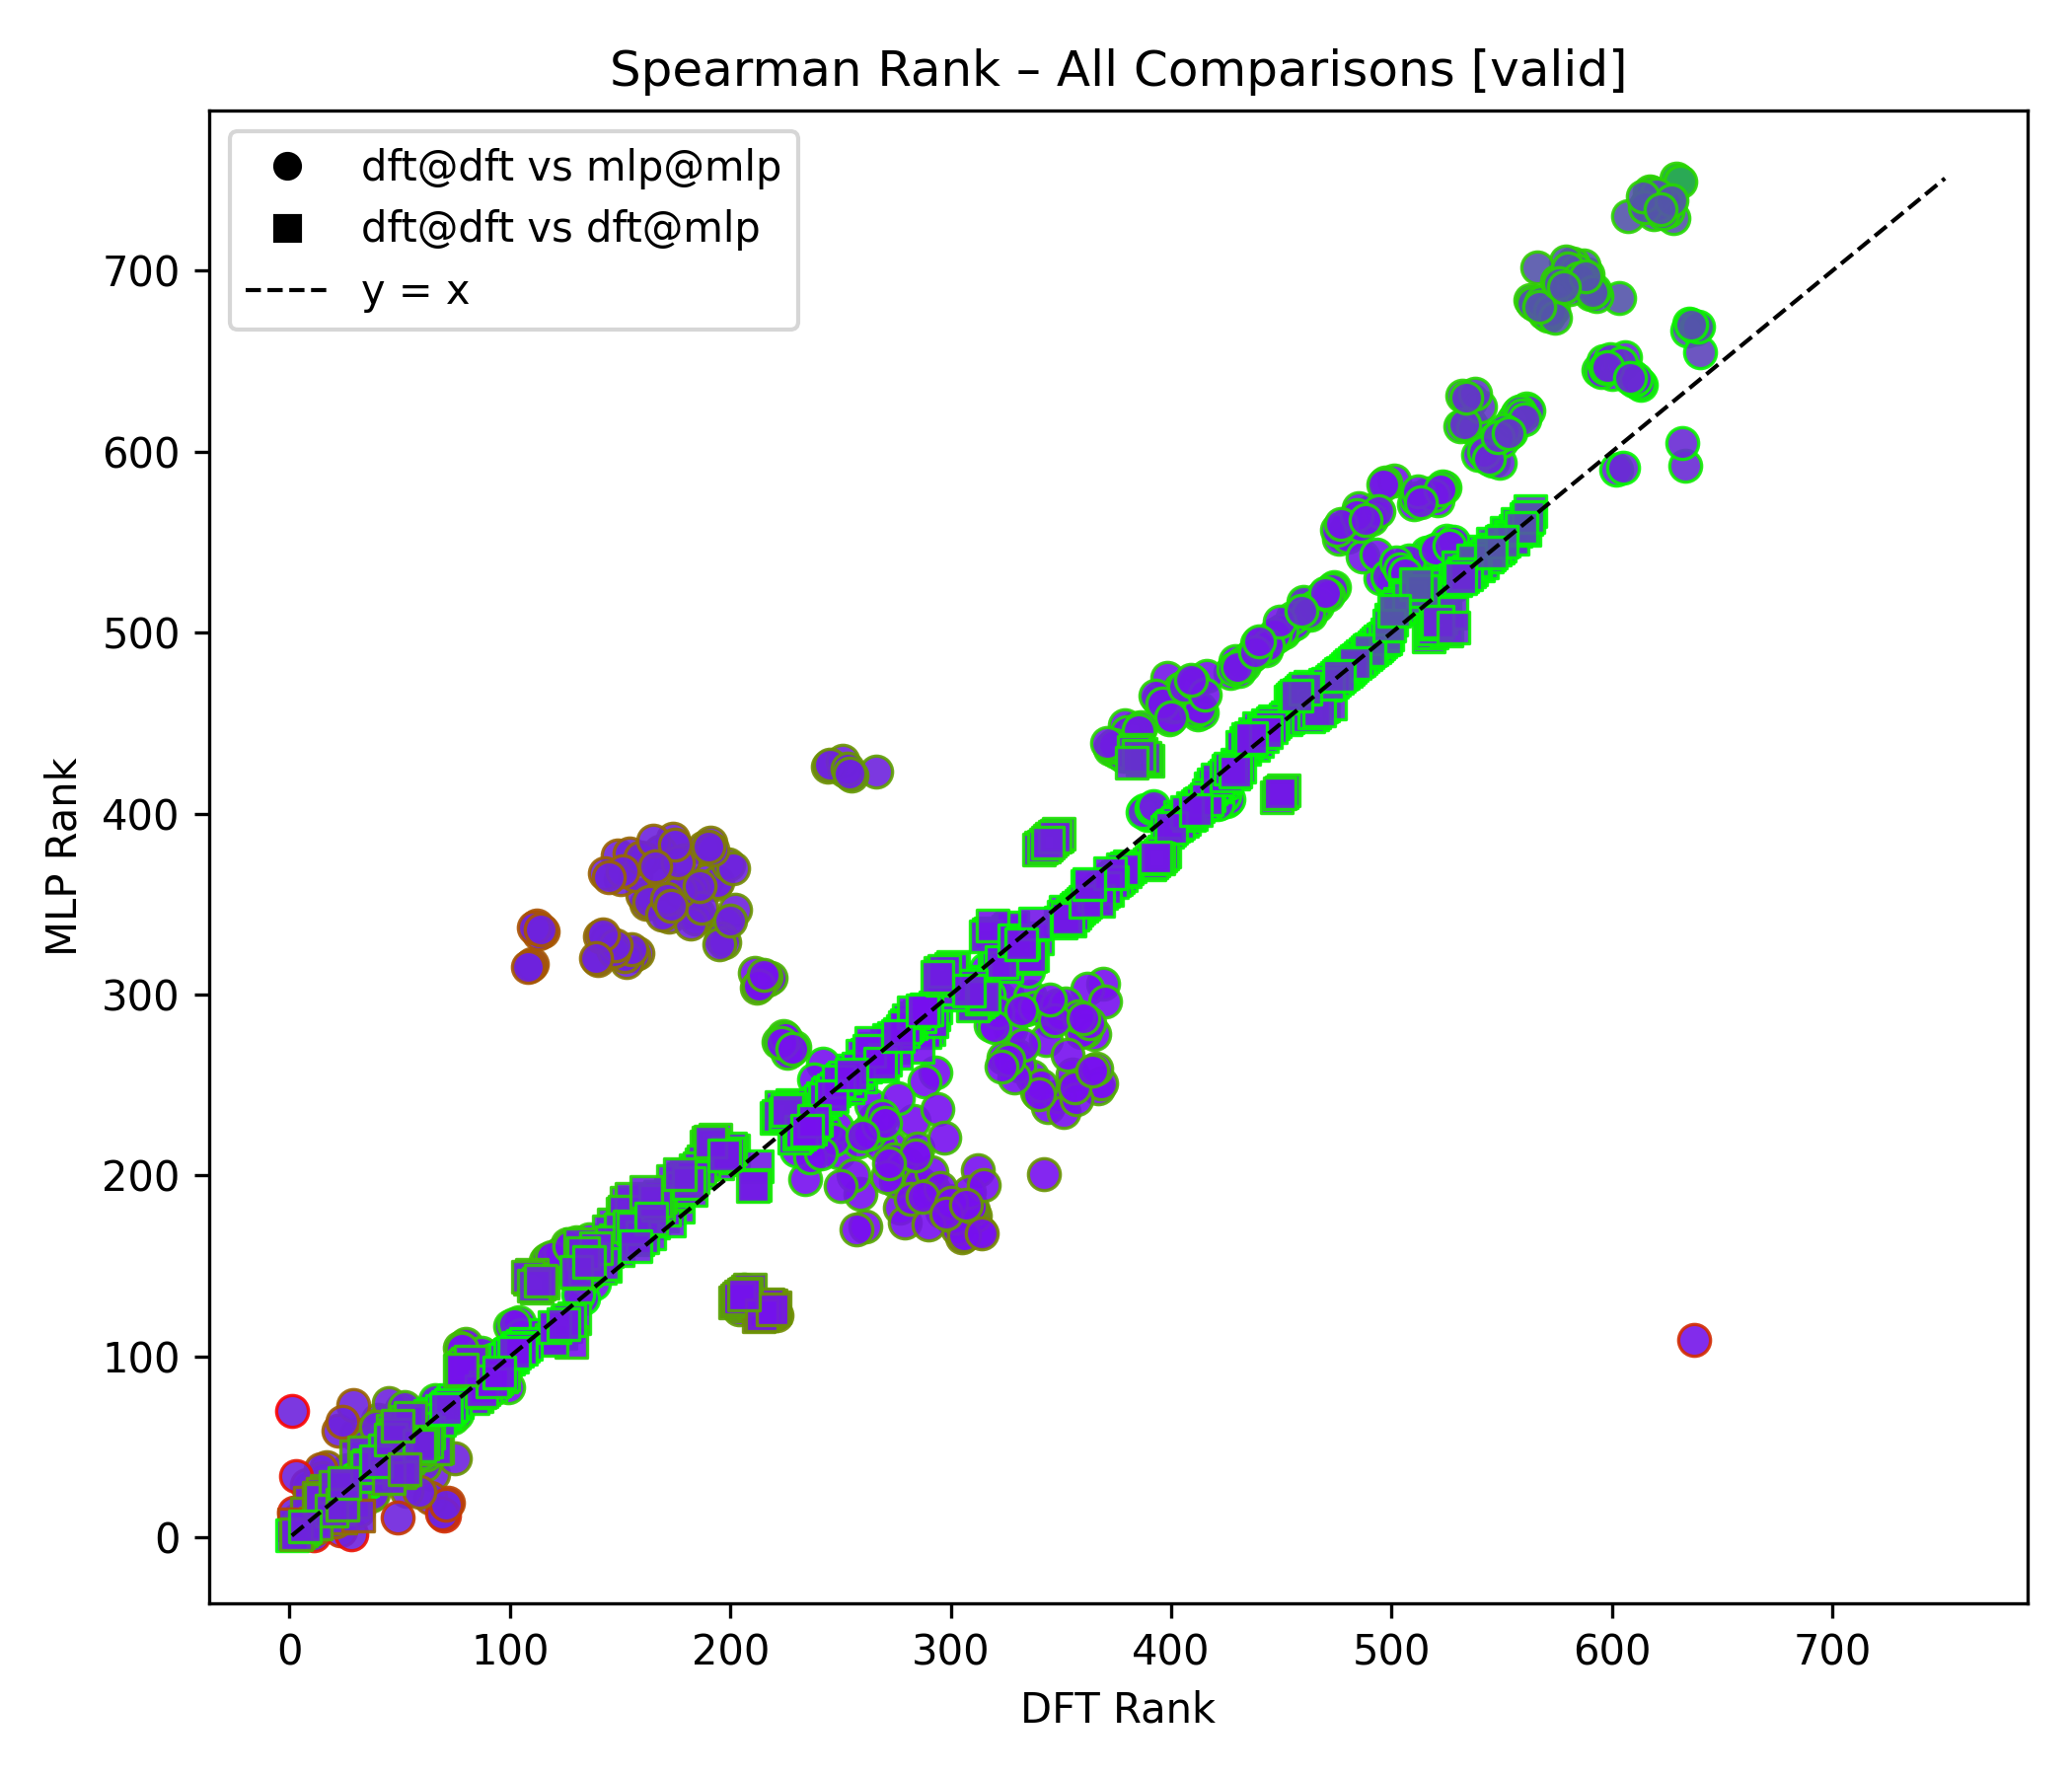 Spearman Rank – All Comparisons [valid]
dft@dft vs mlp@mlp
dft@dft vs dft@mlp
y = x
MLP Rank
700
600
500
400
300
200
100
0
0 100 200 300 400 500 600 700
DFT Rank